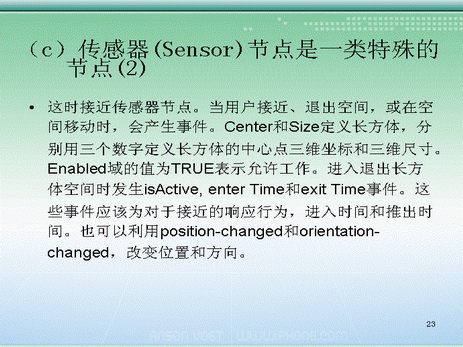 （c）传感器(Sensor)节点是一类特殊的
节点(2)
• 这时接近传感器节点。当用户接近、退出空间，或在空
间移动时，会产生事件。Center和Size定义长方体，分
别用三个数字定义长方体的中心点三维坐标和三维尺寸。
Enabled域的值为TRUE表示允许工作。进入退出长方
体空间时发生isActive, enter Time和exit Time事件。这
些事件应该为对于接近的响应行为，进入时间和推出时
间。也可以利用position-changed和orientation-
changed，改变位置和方向。
23